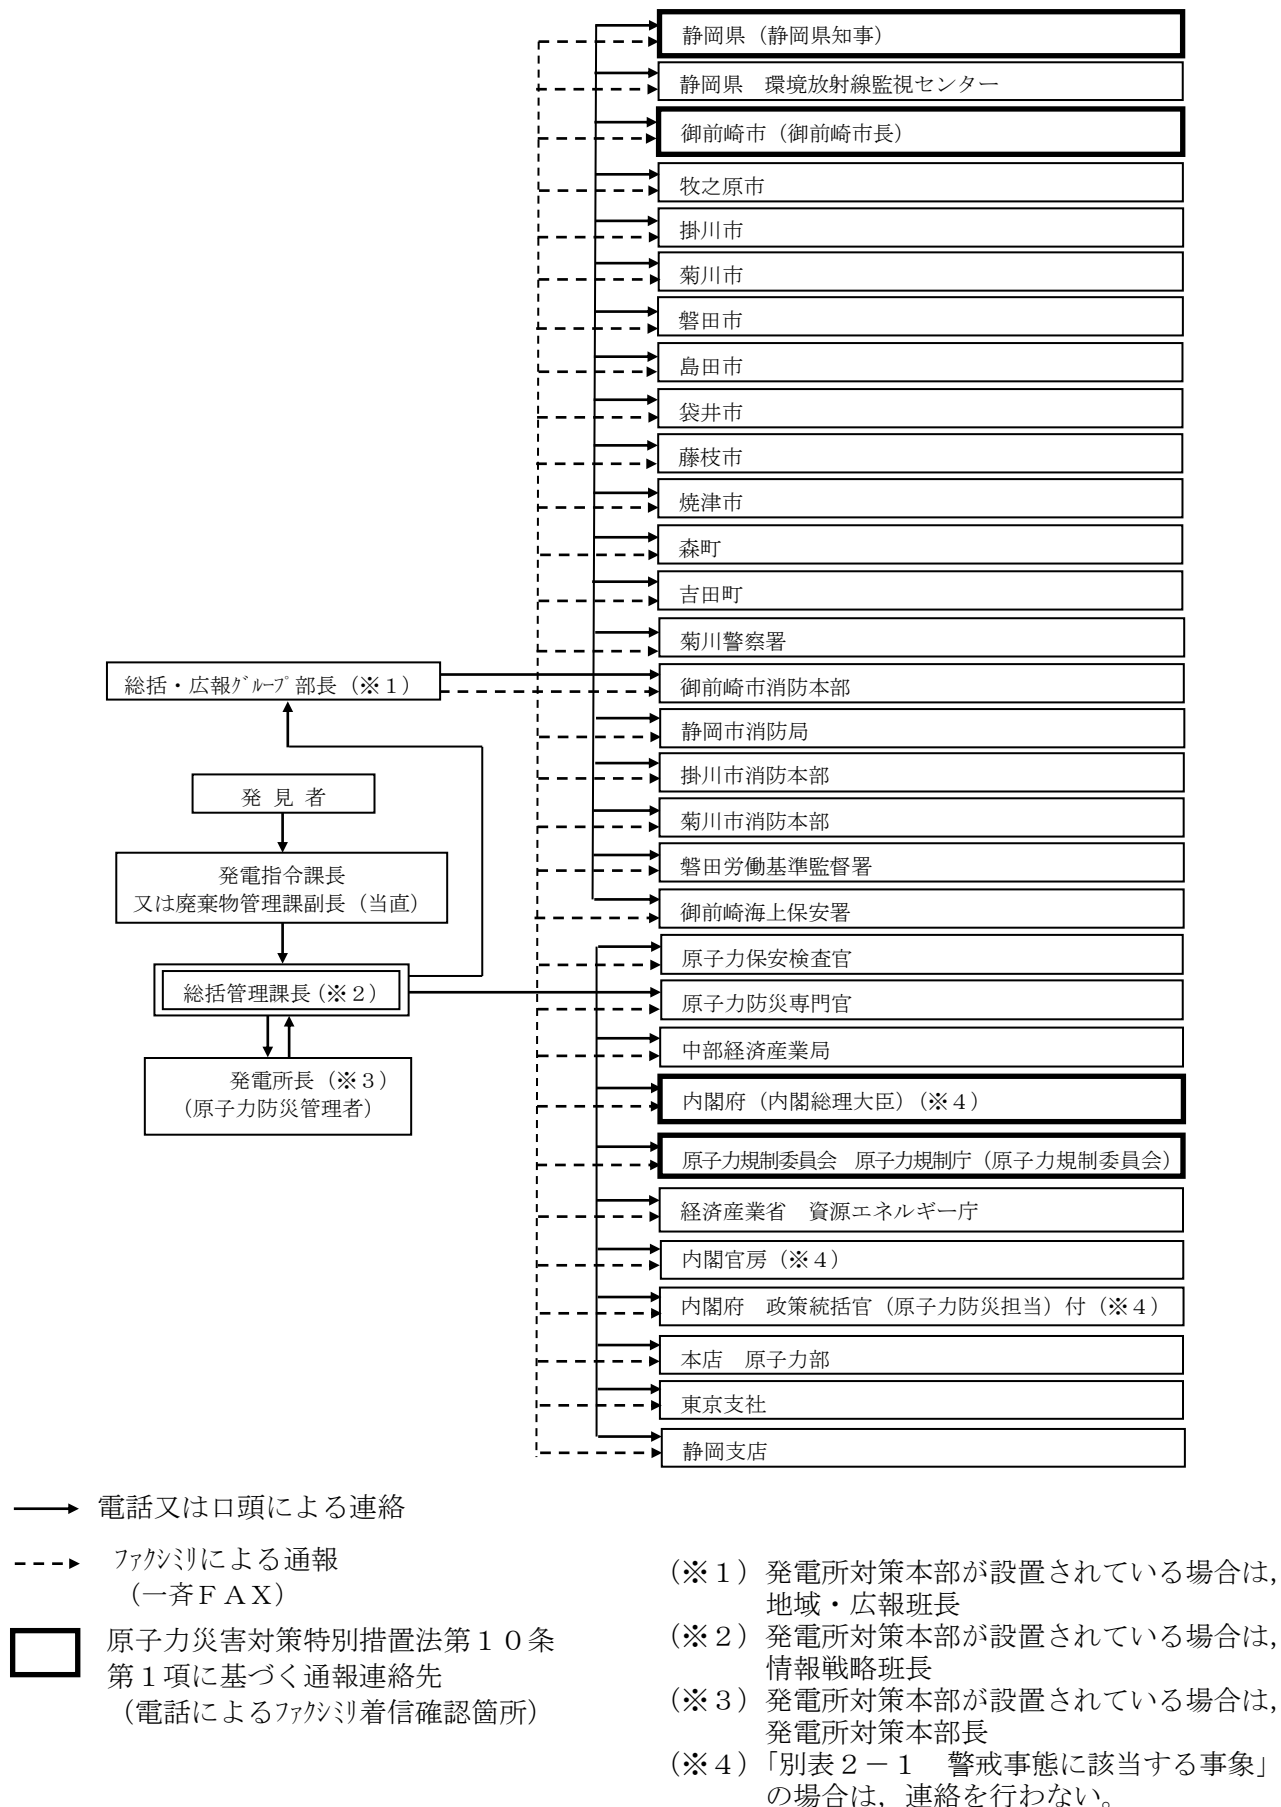 静岡県（静岡県知事）
静岡県　環境放射線監視センター
御前崎市（御前崎市長）
牧之原市
掛川市
菊川市
磐田市
島田市
袋井市
藤枝市
焼津市
森町
吉田町
菊川警察署
総括・広報ｸﾞﾙｰﾌﾟ部長（※１）
御前崎市消防本部
静岡市消防局
掛川市消防本部
菊川市消防本部
磐田労働基準監督署
御前崎海上保安署
発 見 者
発電指令課長
又は廃棄物管理課副長（当直）
総括管理課長（※２）
発電所長（※３）
（原子力防災管理者）
原子力保安検査官
原子力防災専門官
中部経済産業局
内閣府（内閣総理大臣）（※４）
原子力規制委員会　原子力規制庁（原子力規制委員会）
経済産業省　資源エネルギー庁
内閣官房（※４）
内閣府　政策統括官（原子力防災担当）付（※４）
本店　原子力部
東京支社
静岡支店
電話又は口頭による連絡
ﾌｧｸｼﾐﾘによる通報
（一斉ＦＡＸ）
原子力災害対策特別措置法第１０条
第１項に基づく通報連絡先
（電話によるﾌｧｸｼﾐﾘ着信確認箇所）
（※１）発電所対策本部が設置されている場合は，
地域・広報班長
（※２）発電所対策本部が設置されている場合は，
情報戦略班長
（※３）発電所対策本部が設置されている場合は，
発電所対策本部長
（※４）「別表２－１　警戒事態に該当する事象」
の場合は，連絡を行わない。